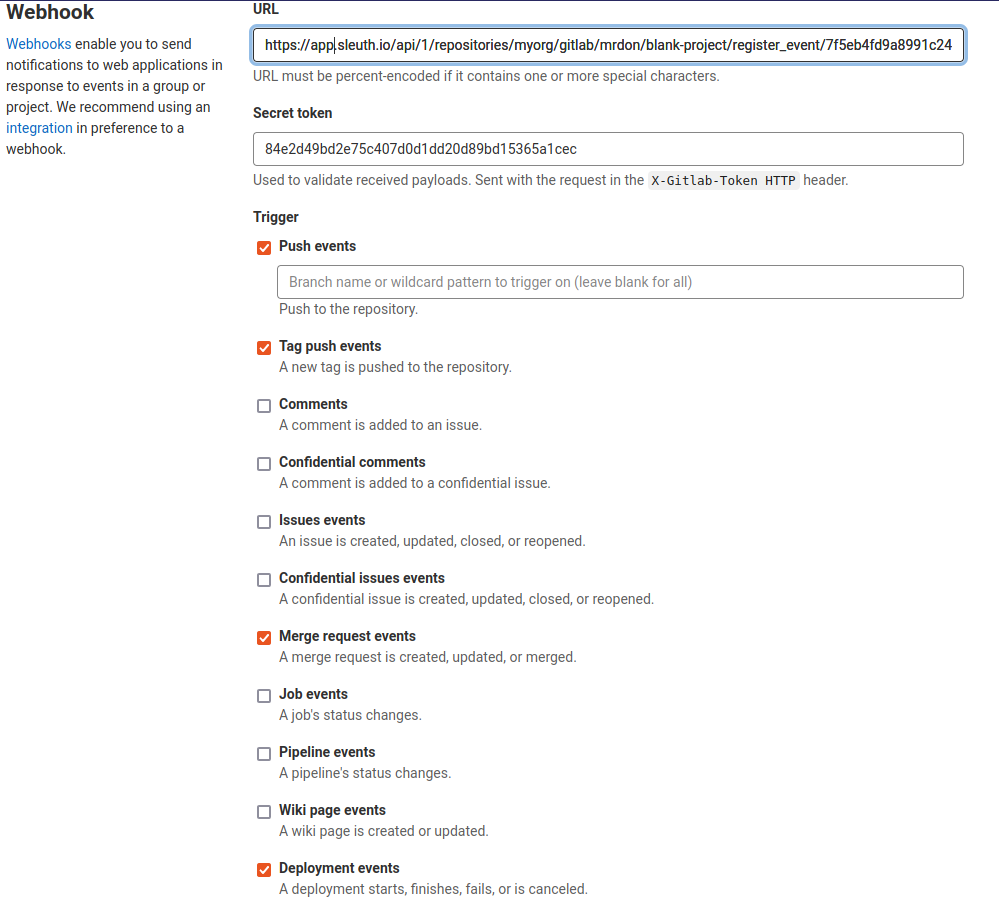 Webhook
Webhooks enable you to send
notifications to web applications in
response to events in a group or
project. We recommend using an
integration in preference to a
webhook.
URL
https://app.sleuth.io/api/1/repositories/myorg/gitlab/mrdon/blank-project/register_event/7f5eb4fd9a8991c24
URL must be percent-encoded if it contains one or more special characters.
Secret token
84e2d49bd2e75c407d0d1dd20d89bd15365a1cec
Used to validate received payloads. Sent with the request in the X-Gitlab-Token HTTP header.
Trigger
Push events
Branch name or wildcard pattern to trigger on (leave blank for all)
Push to the repository.
Tag push events
A new tag is pushed to the repository.
Comments
A comment is added to an issue.
Confidential comments
A comment is added to a confidential issue.
Issues events
An issue is created, updated, closed, or reopened.
Confidential issues events
A confidential issue is created, updated, closed, or reopened.
Merge request events
A merge request is created, updated, or merged.
Job events
A job's status changes.
Pipeline events
A pipeline's status changes.
Wiki page events
A wiki page is created or updated.
Deployment events
A deployment starts, finishes, fails, or is canceled.